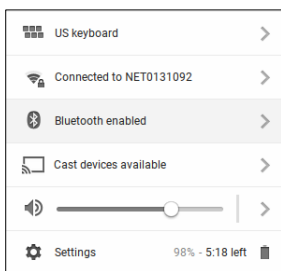 US keyboard
Connected to NET0131092
Bluetooth enabled
Cast devices available
Settings 98% - 5:18 left